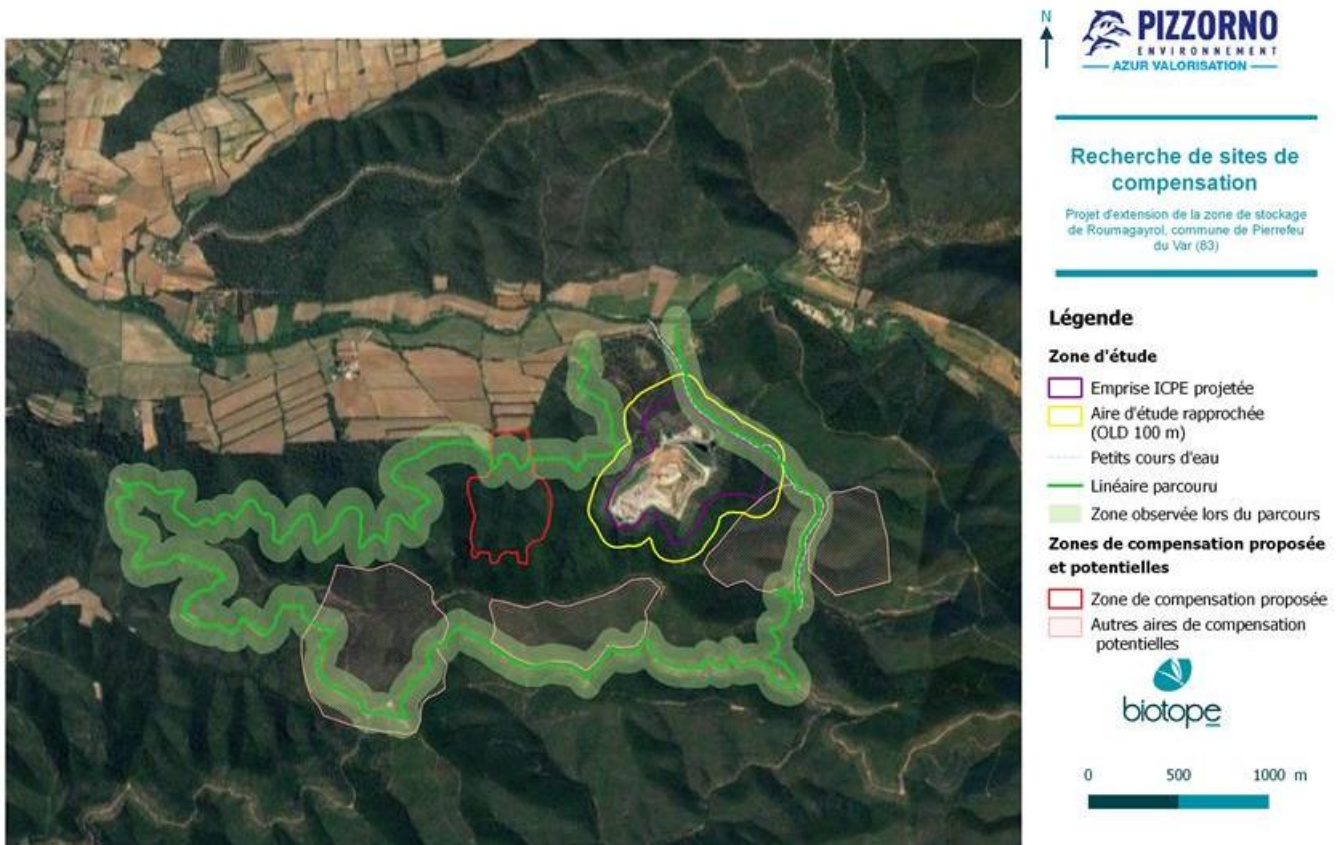 N
PIZZORNO
ENVIRONNEMENT
AZUR VALORISATION
Recherche de sites de
compensation
Projet d'extension de la zone de stockage
de Roumagayrol, commune de Pierrefeu
du Var (83)
Légende
Zone d'étude
Emprise ICPE projetée
Aire d'étude rapprochée
(OLD 100 m)
Petits cours d'eau
Linéaire parcouru
Zone observée lors du parcours
Zones de compensation proposée
et potentielles
Zone de compensation proposée
Autres aires de compensation
potentielles
biotope
0 500 1000 m